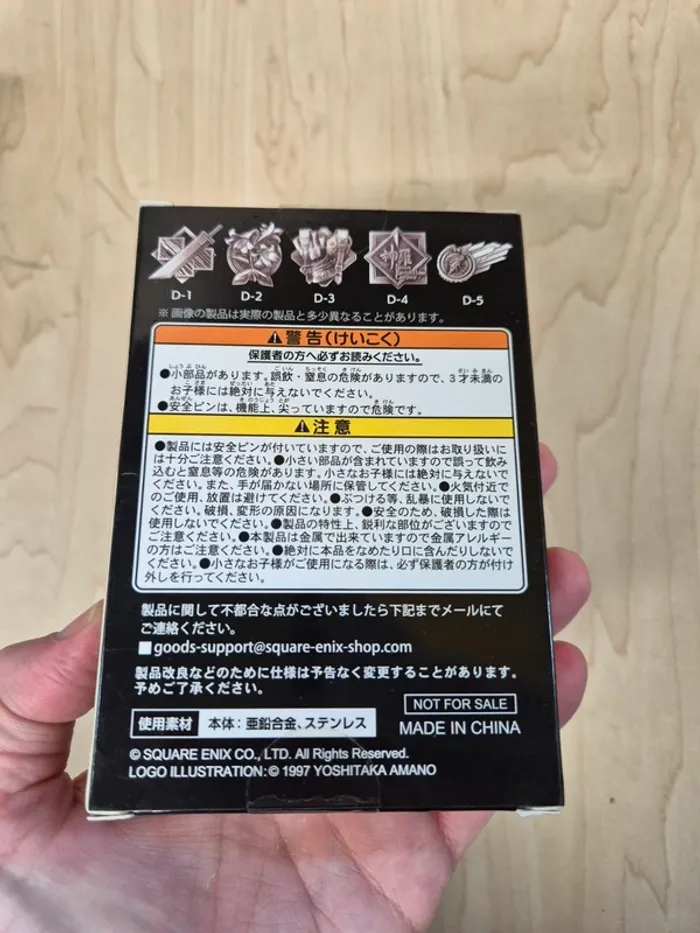 D-1 D-2 D-3 D-4 D-5
※画像の製品は実際の製品と多少異なることがあります。
⚠警告(けいこく)
保護者の方へ必ずお読みください。
●小部品があります。誤飲・窒息の危険がありますので、3才未満の
お子様には絶対に与えないでください。
●安全ピンは、機能上、尖っていますので危険です。
⚠注意
●製品には安全ピンが付いていますので、ご使用の際はお取り扱いに
は十分ご注意ください。●小さい部品が含まれていますので誤って飲み
込むと窒息等の危険があります。小さなお子様には絶対に与えないで
ください。また、手が届かない場所に保管してください。●火気付近で
のご使用、放置は避けてください。●ぶつける等、乱暴に使用しないで
ください。破損、変形の原因になります。●安全のため、破損した際は
使用しないでください。●製品の特性上、鋭利な部位がございますので
ご注意ください。●本製品は金属で出来ていますので金属アレルギー
の方はご注意ください。●絶対に本品をなめたり口に含んだりしないで
ください。●小さなお子様がご使用になる際は、必ず保護者の方が付け
外しを行ってください。
製品に関して不都合な点がございましたら下記までメールにて
ご連絡ください。
■goods-support@square-enix-shop.com
製品改良などのために仕様は予告なく変更することがあります。
予めご了承ください。
NOT FOR SALE
使用素材 本体:亜鉛合金、ステンレス
MADE IN CHINA
© SQUARE ENIX CO., LTD. All Rights Reserved.
LOGO ILLUSTRATION: © 1997 YOSHITAKA AMANO